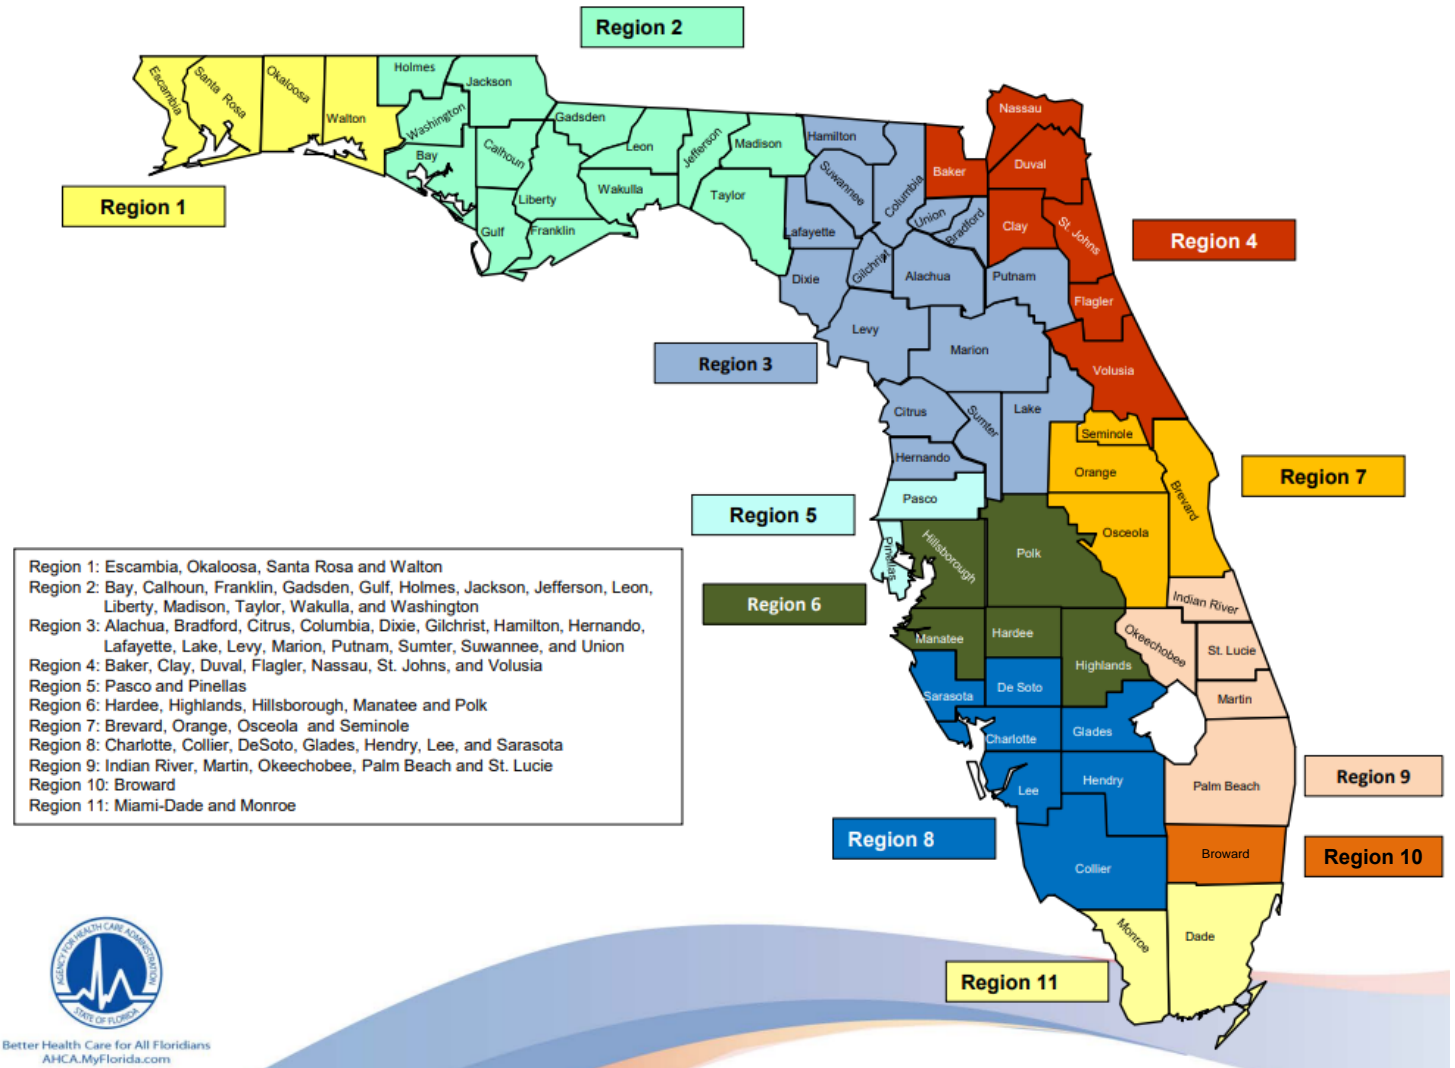 Region 2
Holmes
Jackson
Escambia
Santa Rosa
Okaloosa
Walton
Washington
Bay
Calhoun
Gadsden
Leon
Jefferson
Madison
Hamilton
Liberty
Wakulla
Taylor
Gulf
Franklin
Region 1
Nassau
Duval
Baker
Suwannee
Columbia
Union
Bradford
Clay
St. Johns
Region 4
Lafayette
Dixie
Gilchrist
Alachua
Putnam
Flagler
Levy
Marion
Region 3
Volusia
Citrus
Sumter
Lake
Seminole
Hernando
Orange
Brevard
Region 7
Pasco
Region 5
Pinellas
Hillsborough
Polk
Osceola
Region 6
Indian River
Manatee
Hardee
Okeechobee
St. Lucie
Highlands
Sarasota
De Soto
Martin
Charlotte
Glades
Region 9
Lee
Hendry
Palm Beach
Region 8
Broward
Region 10
Collier
Monroe
Dade
Region 11
Region 1: Escambia, Okaloosa, Santa Rosa and Walton
Region 2: Bay, Calhoun, Franklin, Gadsden, Gulf, Holmes, Jackson, Jefferson, Leon,
Liberty, Madison, Taylor, Wakulla, and Washington
Region 3: Alachua, Bradford, Citrus, Columbia, Dixie, Gilchrist, Hamilton, Hernando,
Lafayette, Lake, Levy, Marion, Putnam, Sumter, Suwannee, and Union
Region 4: Baker, Clay, Duval, Flagler, Nassau, St. Johns, and Volusia
Region 5: Pasco and Pinellas
Region 6: Hardee, Highlands, Hillsborough, Manatee and Polk
Region 7: Brevard, Orange, Osceola and Seminole
Region 8: Charlotte, Collier, DeSoto, Glades, Hendry, Lee, and Sarasota
Region 9: Indian River, Martin, Okeechobee, Palm Beach and St. Lucie
Region 10: Broward
Region 11: Miami-Dade and Monroe
AGENCY FOR HEALTH CARE ADMINISTRATION
STATE OF FLORIDA
Better Health Care for All Floridians
AHCA.MyFlorida.com